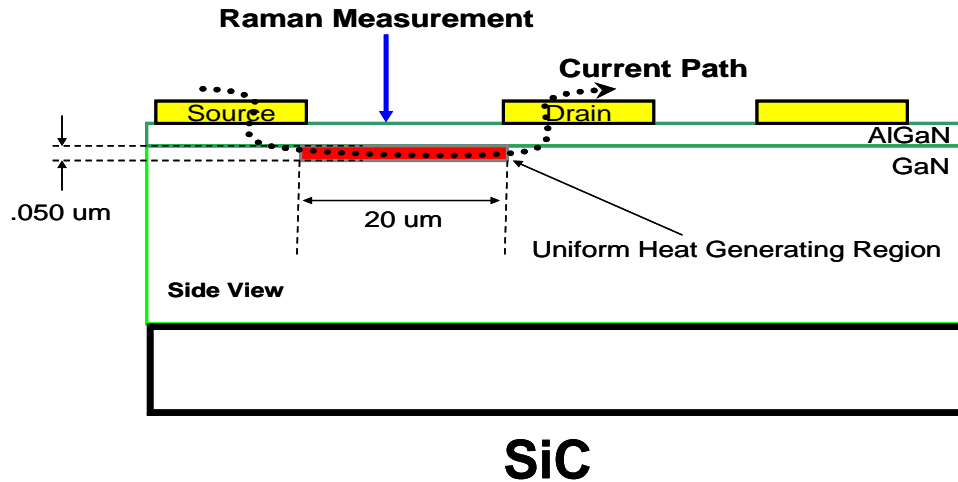 Raman Measurement
Current Path
Source
Drain
AlGaN
GaN
.050 um
20 um
Uniform Heat Generating Region
Side View
SiC